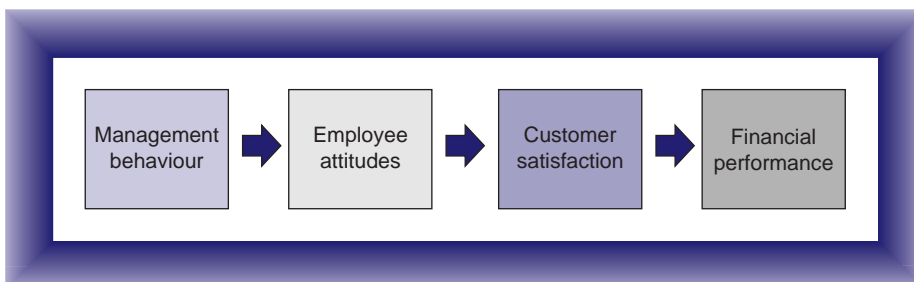 Management
behaviour
Employee
attitudes
Customer
satisfaction
Financial
performance